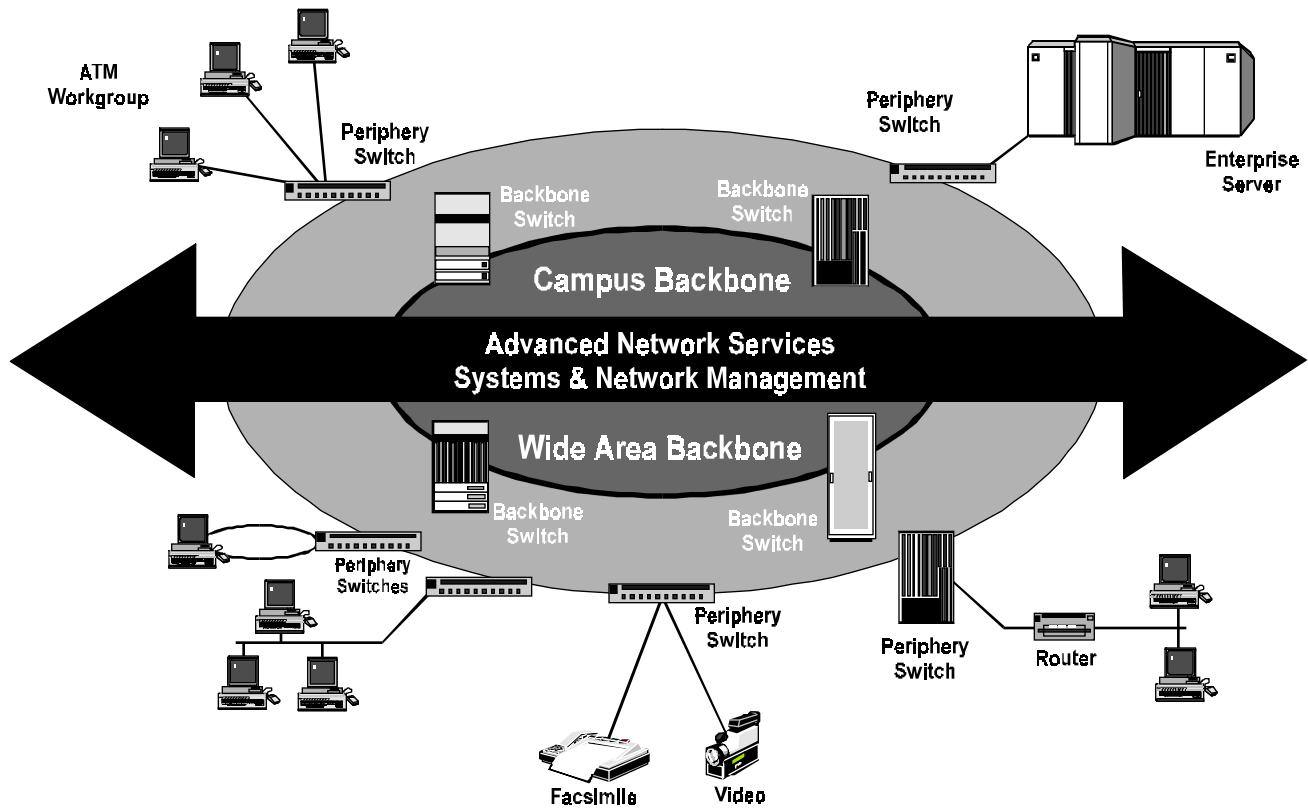 ATM
Workgroup
Periphery
Switch
Periphery
Switch
Enterprise
Server
Backbone
Switch
Backbone
Switch
Campus Backbone
Advanced Network Services
Systems & Network Management
Wide Area Backbone
Backbone
Switch
Backbone
Switch
Periphery
Switches
Periphery
Switch
Periphery
Switch
Router
Facsimile
Video